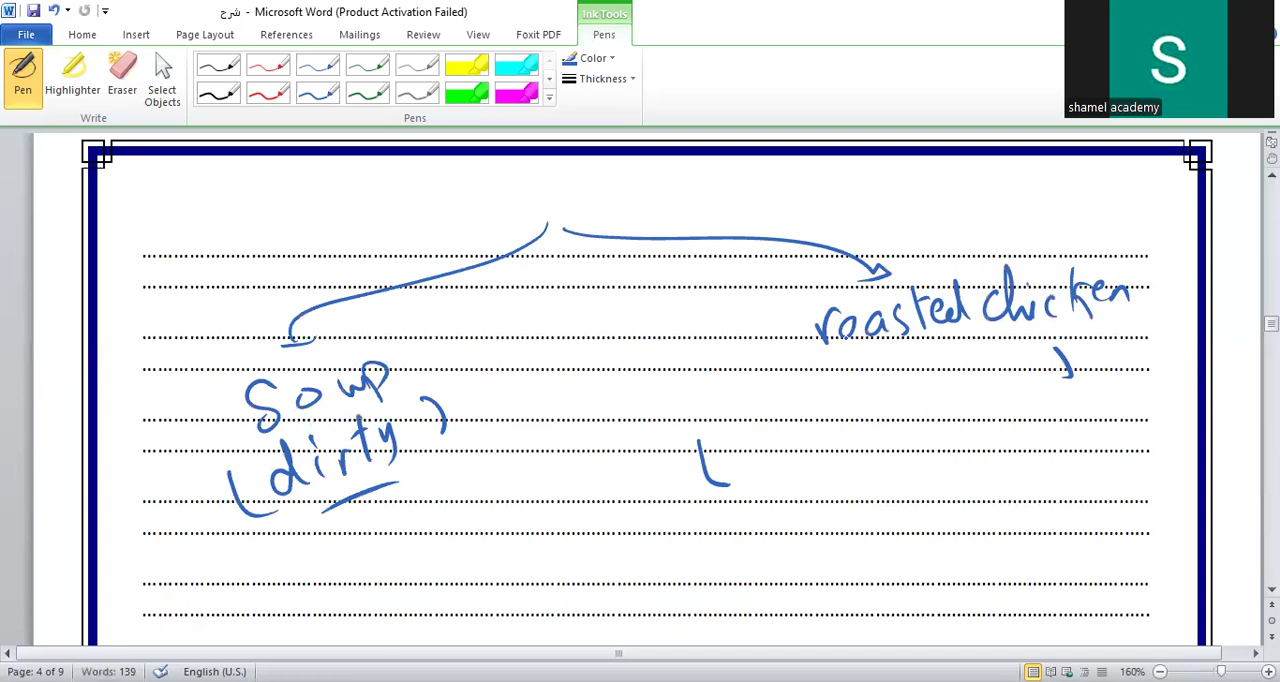 شرح - Microsoft Word (Product Activation Failed)
Ink Tools
File Home Insert Page Layout References Mailings Review View Foxit PDF Pens
Pen Highlighter Eraser Select Objects
Color
Thickness
Write Pens
S
shamel academy
roasted chicken
Soup
(dirty)
Page: 4 of 9 Words: 139 English (U.S.) 160%